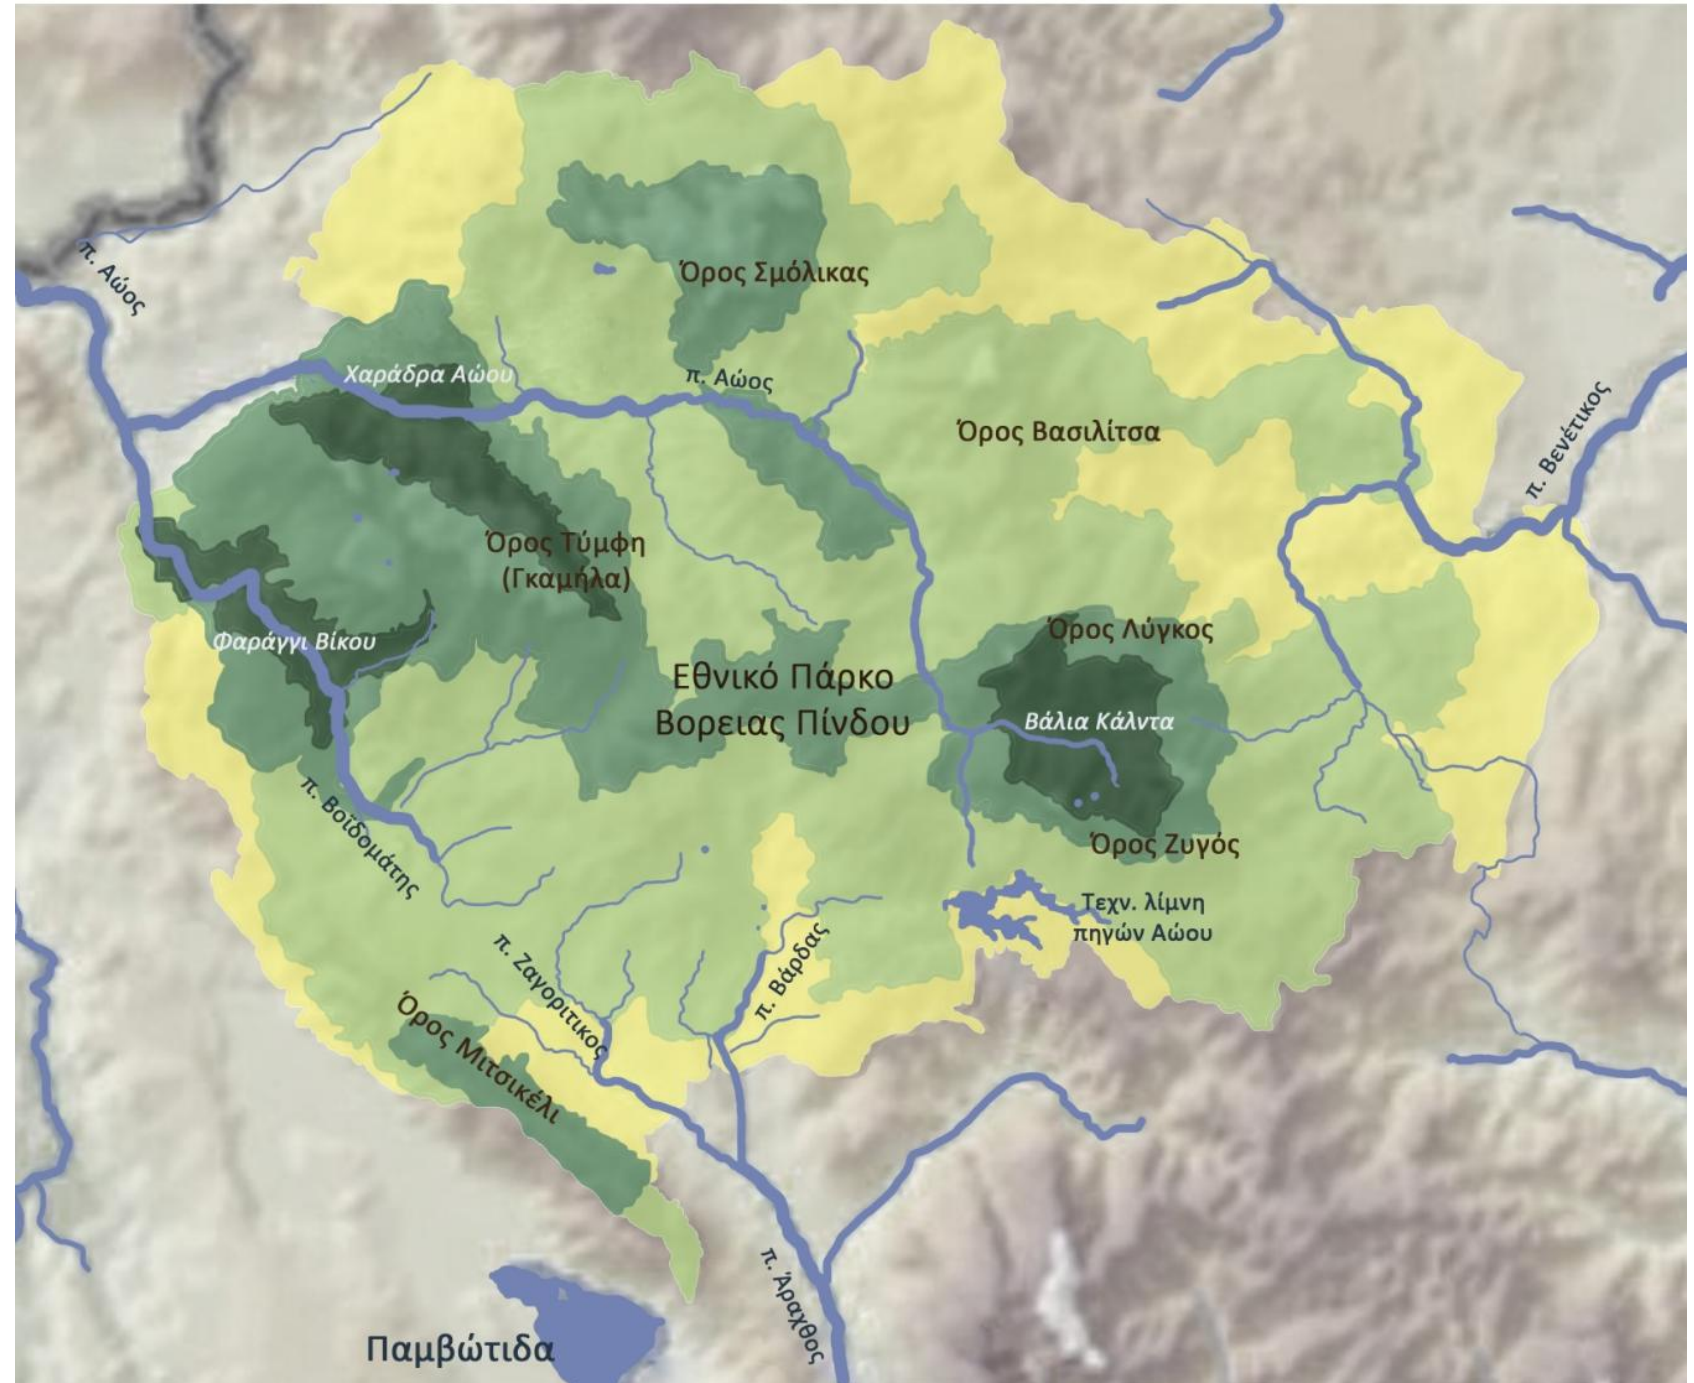 π. Αώος
Όρος Σμόλικας
Χαράδρα Αώου
π. Αώος
Όρος Βασιλίτσα
π. Βενέτικος
Όρος Τύμφη
(Γκαμήλα)
Φαράγγι Βίκου
Όρος Λύγκος
Εθνικό Πάρκο
Βορειας Πίνδου
Βάλια Κάλντα
π. Βοϊδομάτης
Όρος Ζυγός
Τεχν. λίμνη
πηγών Αώου
π. Ζαγοριτικος
π. Βάρδας
Όρος Μιτσικέλι
π. Άραχθος
Παμβώτιδα